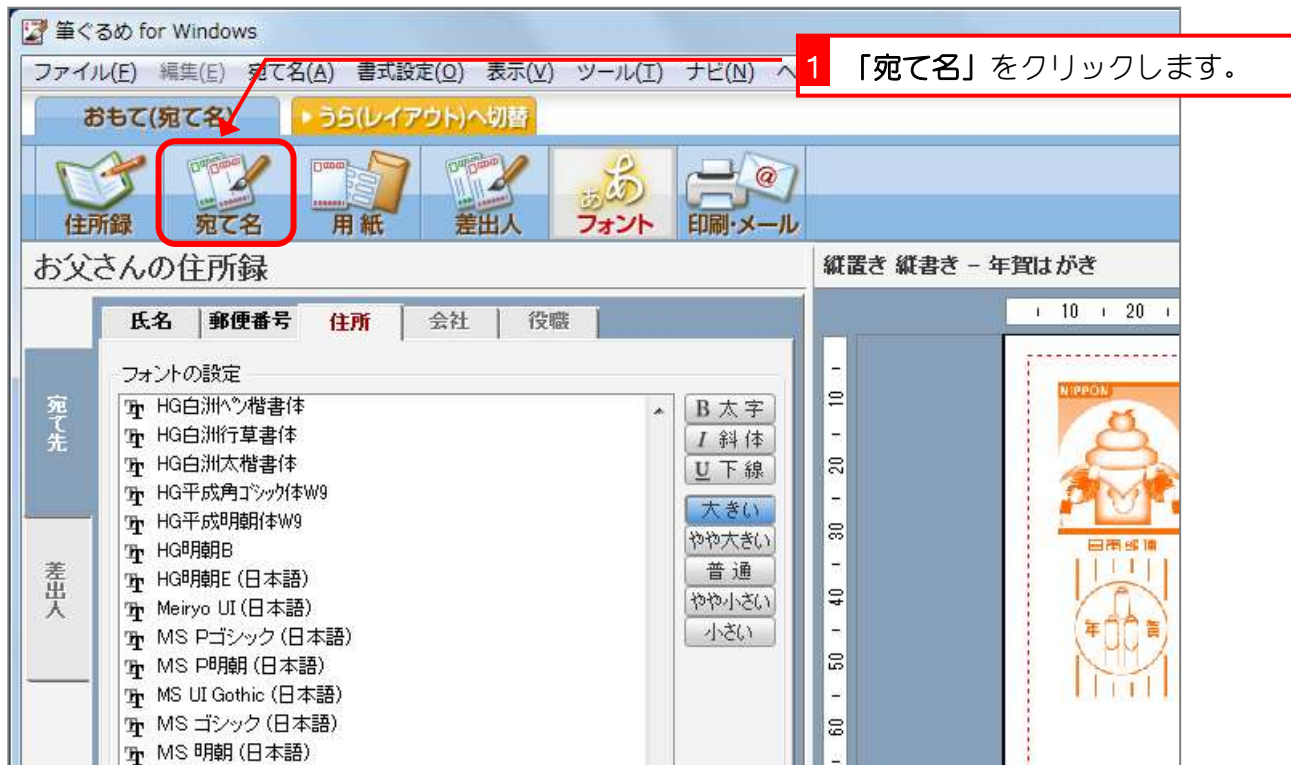 筆ぐるめ for Windows
ファイル(F) 編集(E) 宛て名(A) 書式設定(O) 表示(V) ツール(T) ナビ(N) ヘ
1 「宛て名」をクリックします。
おもて(宛て名) うら(レイアウト)へ切替
住所録 宛て名 用紙 差出人 フォント 印刷・メール
お父さんの住所録
縦置き 縦書き - 年賀はがき
氏名 郵便番号 住所 会社 役職
宛て先
差出人
フォントの設定
HG白洲ペン楷書体
HG白洲行草書体
HG白洲太楷書体
HG平成角ゴシック体W9
HG平成明朝体W9
HG明朝B
HG明朝E (日本語)
Meiryo UI (日本語)
MS Pゴシック (日本語)
MS P明朝 (日本語)
MS UI Gothic (日本語)
MS ゴシック (日本語)
MS 明朝 (日本語)
B 太字
I 斜体
U 下線
大きい
やや大きい
普通
やや小さい
小さい
10 20
10
20
30
40
50
60
NIPPON
日本郵便
年賀